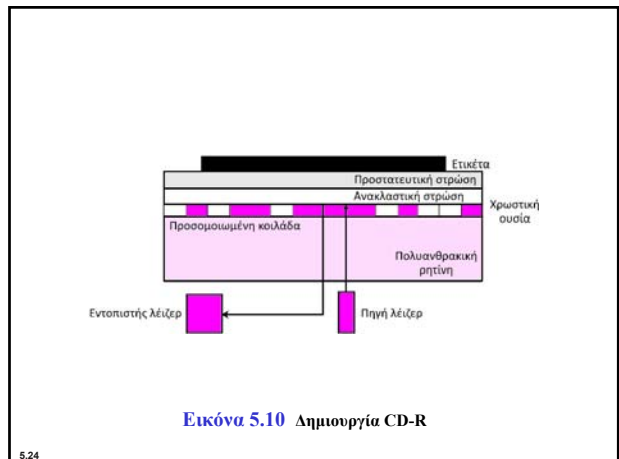 Ετικέτα
Προστατευτική στρώση
Ανακλαστική στρώση
Χρωστική
ουσία
Προσομοιωμένη κοιλάδα
Πολυανθρακική
ρητίνη
Εντοπιστής λέιζερ
Πηγή λέιζερ
Εικόνα 5.10 Δημιουργία CD-R
5.24